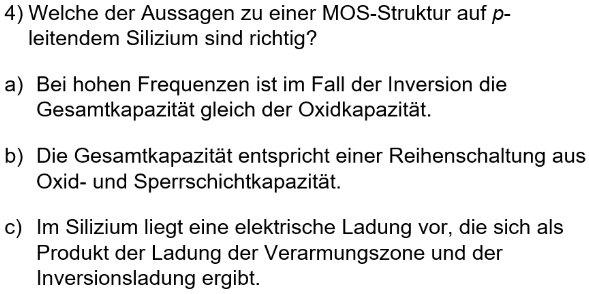 4) Welche der Aussagen zu einer MOS-Struktur auf p-
leitendem Silizium sind richtig?
a) Bei hohen Frequenzen ist im Fall der Inversion die
Gesamtkapazität gleich der Oxidkapazität.
b) Die Gesamtkapazität entspricht einer Reihenschaltung aus
Oxid- und Sperrschichtkapazität.
c) Im Silizium liegt eine elektrische Ladung vor, die sich als
Produkt der Ladung der Verarmungszone und der
Inversionsladung ergibt.